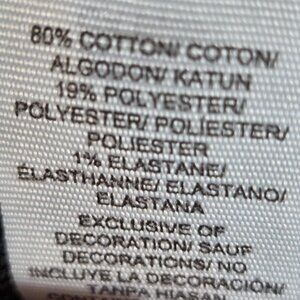 80% COTTON/ COTON/
ALGODON/ KATUN
19% POLYESTER/
POLYESTER/ POLIESTER/
POLIESTER
1% ELASTANE/
ÉLASTHANNE/ ELASTANO/
ELASTANA
EXCLUSIVE OF
DECORATION/ SAUF
DECORATIONS/ NO
INCLUYE LA DECORACION/
TANPA HIASAN